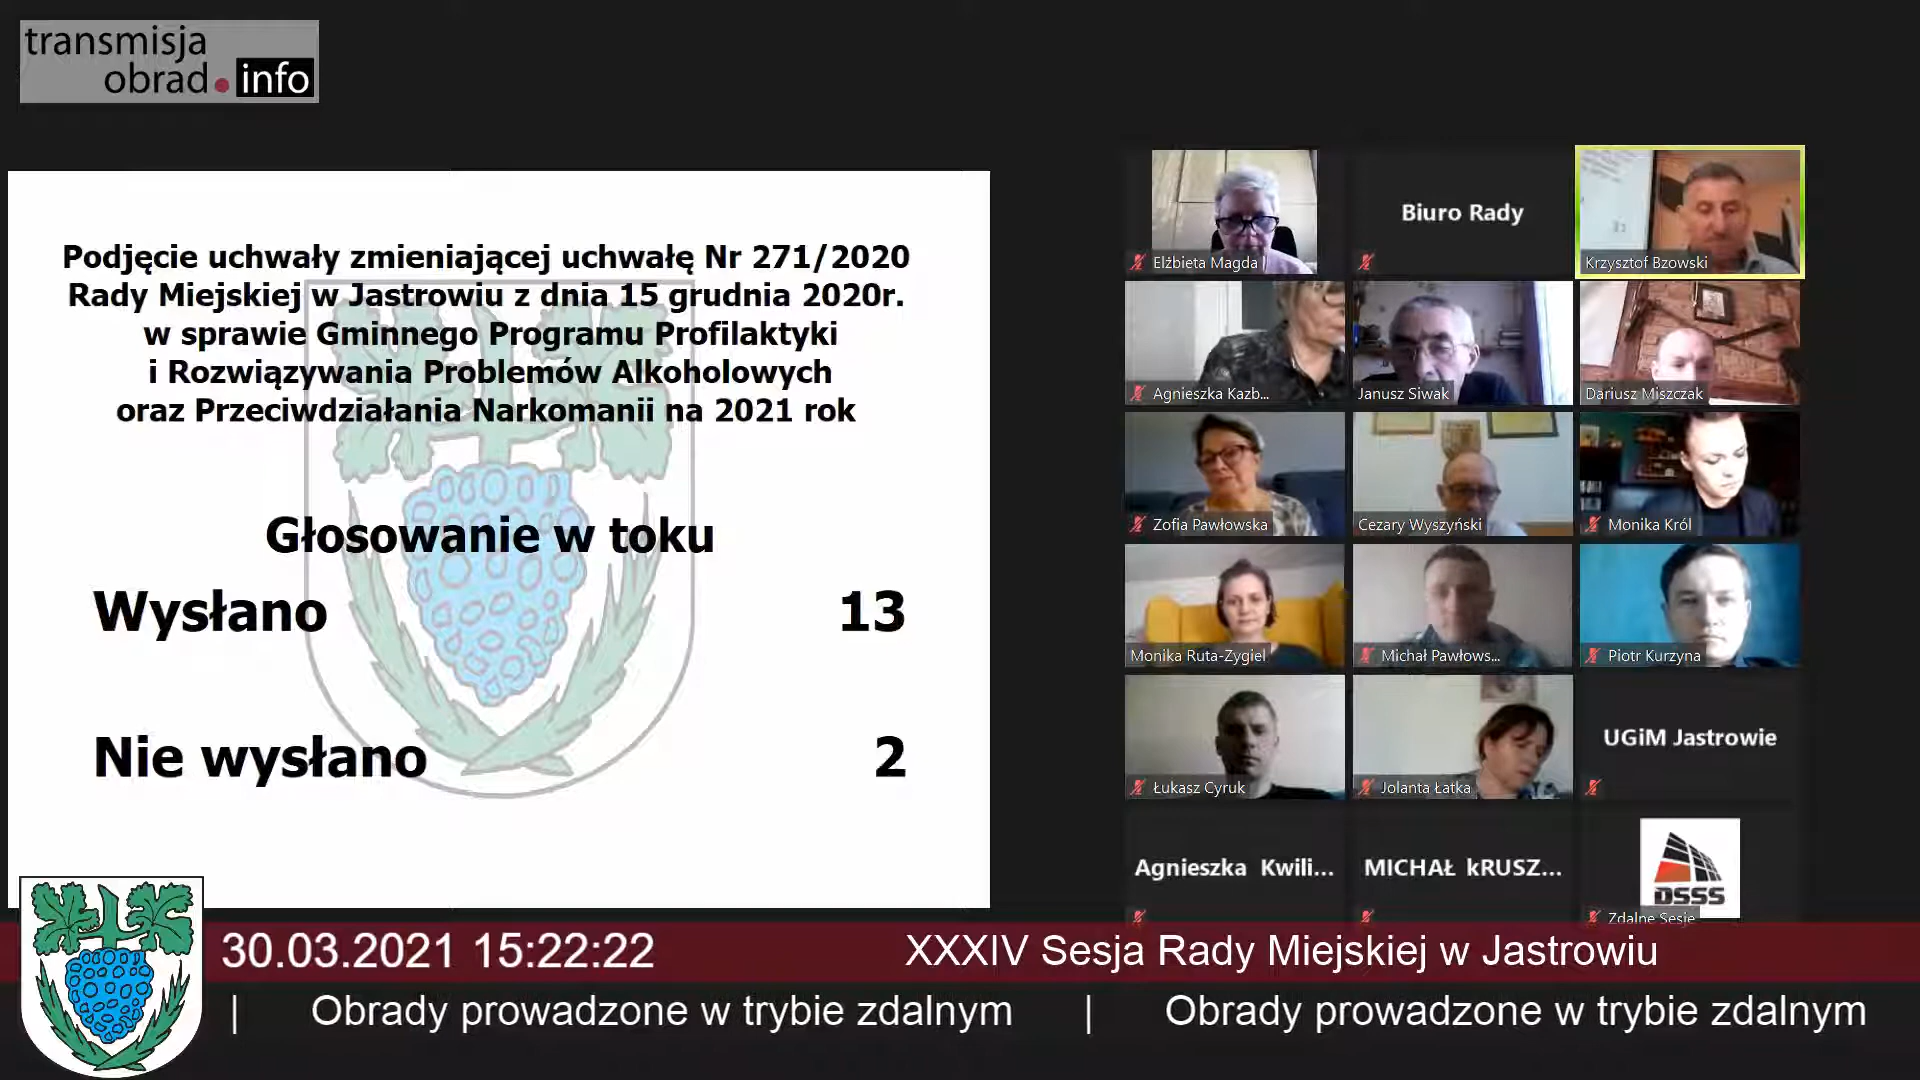 transmisja
obrad.info
Podjęcie uchwały zmieniającej uchwałę Nr 271/2020
Rady Miejskiej w Jastrowiu z dnia 15 grudnia 2020r.
w sprawie Gminnego Programu Profilaktyki
i Rozwiązywania Problemów Alkoholowych
oraz Przeciwdziałania Narkomanii na 2021 rok
Głosowanie w toku
Wysłano 13
Nie wysłano 2
Elżbieta Magda
Biuro Rady
Krzysztof Bzowski
Agnieszka Kazb...
Janusz Siwak
Dariusz Miszczak
Zofia Pawłowska
Cezary Wyszyński
Monika Król
Monika Ruta-Zygiel
Michał Pawłows...
Piotr Kurzyna
Łukasz Cyruk
Jolanta Łatka
UGiM Jastrowie
Agnieszka Kwili...
MICHAŁ kRUSZ...
DSSS
Zdalne Sesje
30.03.2021 15:22:22
XXXIV Sesja Rady Miejskiej w Jastrowiu
| Obrady prowadzone w trybie zdalnym | Obrady prowadzone w trybie zdalnym